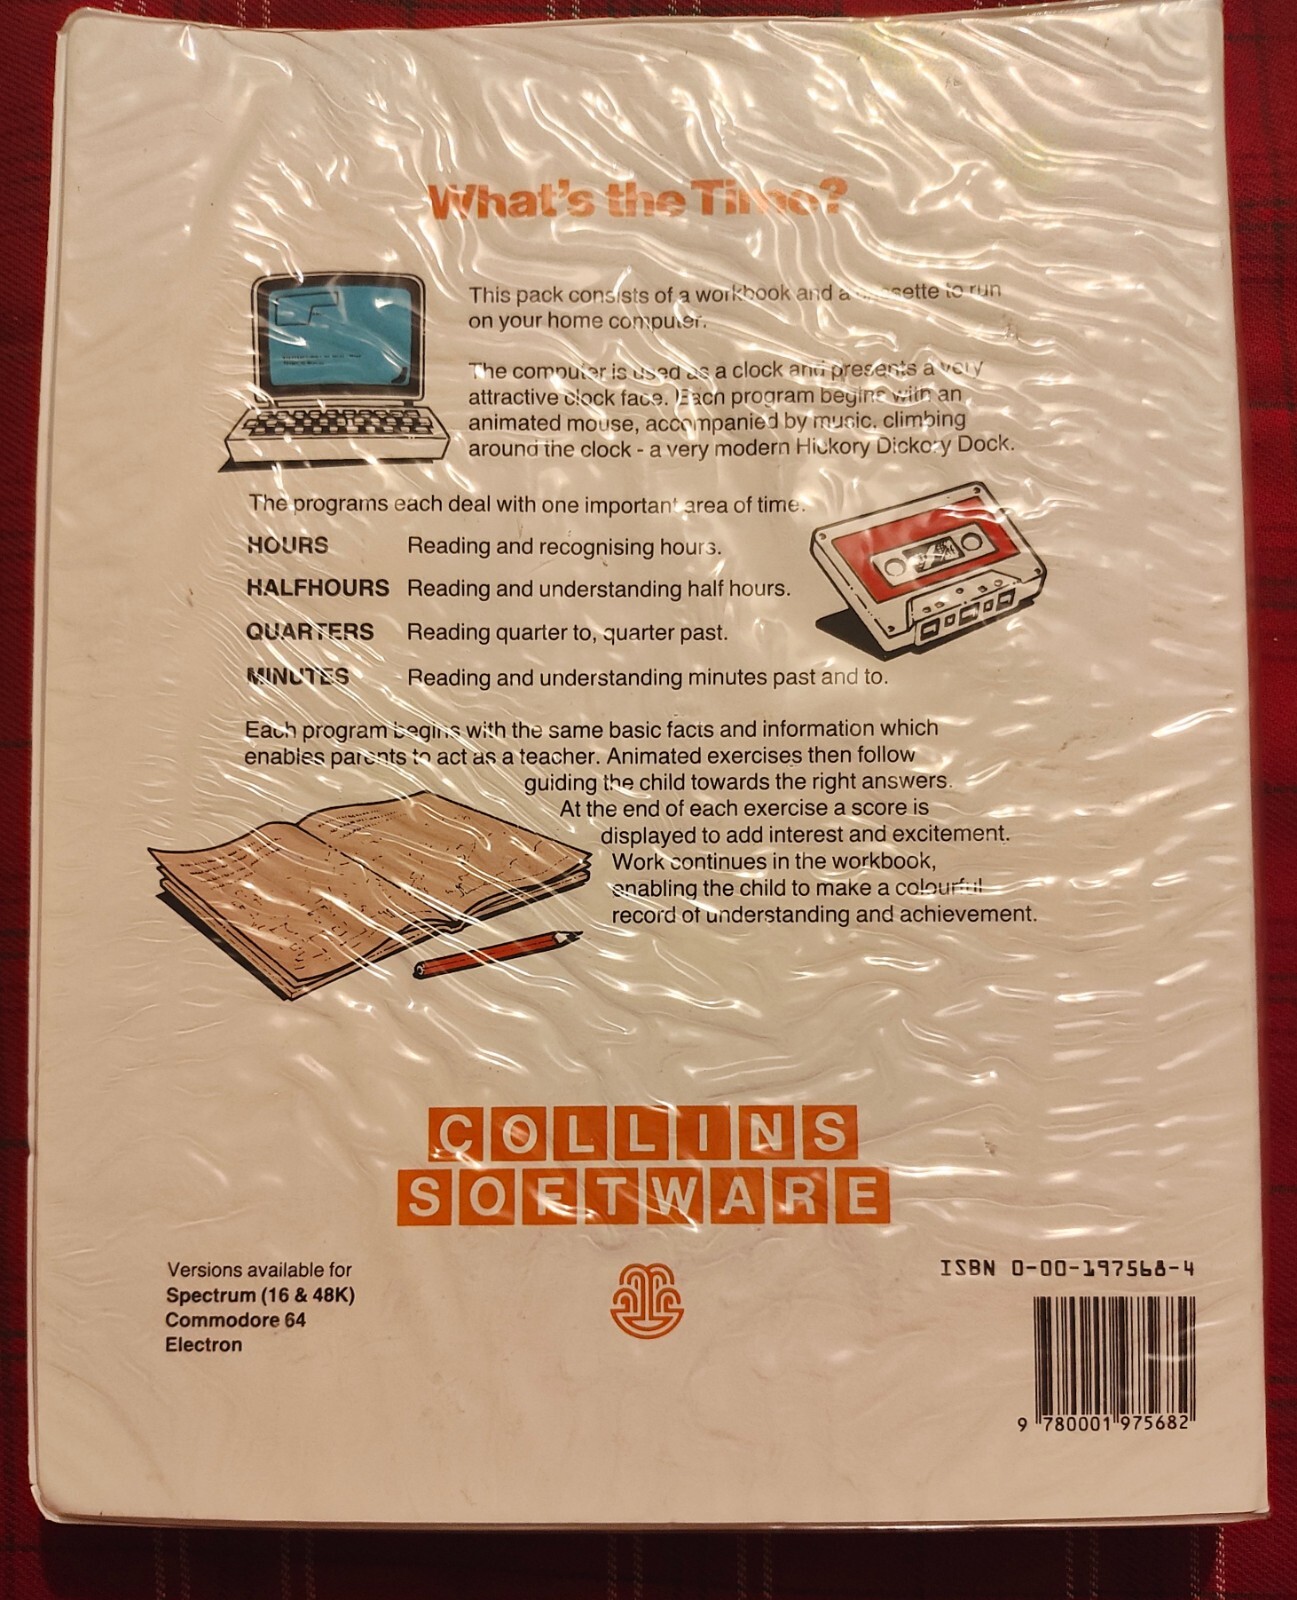 What's the Time?
This pack consists of a workbook and a cassette to run
on your home computer.
The computer is used as a clock and presents a very
attractive clock face. Each program begins with an
animated mouse, accompanied by music, climbing
around the clock - a very modern Hickory Dickory Dock.
The programs each deal with one important area of time.
HOURS Reading and recognising hours.
HALFHOURS Reading and understanding half hours.
QUARTERS Reading quarter to, quarter past.
MINUTES Reading and understanding minutes past and to.
Each program begins with the same basic facts and information which
enables parents to act as a teacher. Animated exercises then follow
guiding the child towards the right answers.
At the end of each exercise a score is
displayed to add interest and excitement.
Work continues in the workbook,
enabling the child to make a colourful
record of understanding and achievement.
COLLINS
SOFTWARE
Versions available for
Spectrum (16 & 48K)
Commodore 64
Electron
ISBN 0-00-197568-4
9 780001 975682